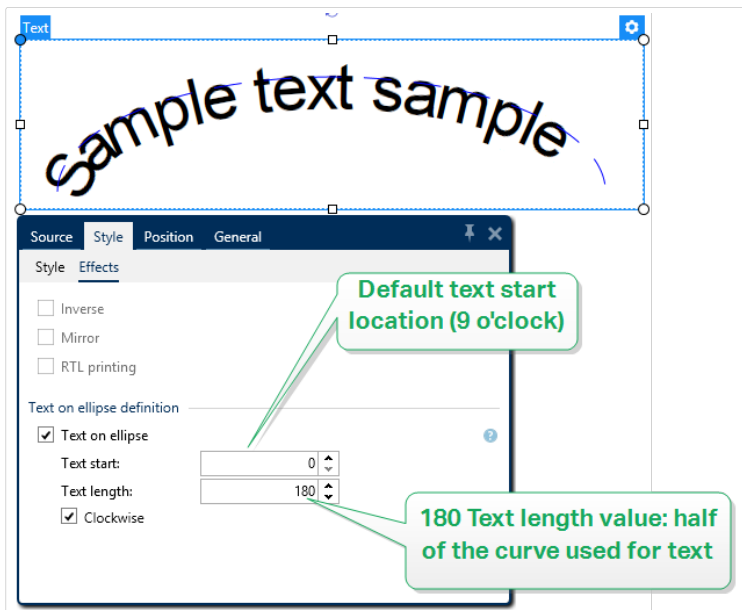 Text
Sample text sample
Source Style Position General
Style Effects
Default text start
location (9 o'clock)
Inverse
Mirror
RTL printing
Text on ellipse definition
Text on ellipse
?
Text start: 0
Text length: 180
Clockwise
180 Text length value: half
of the curve used for text